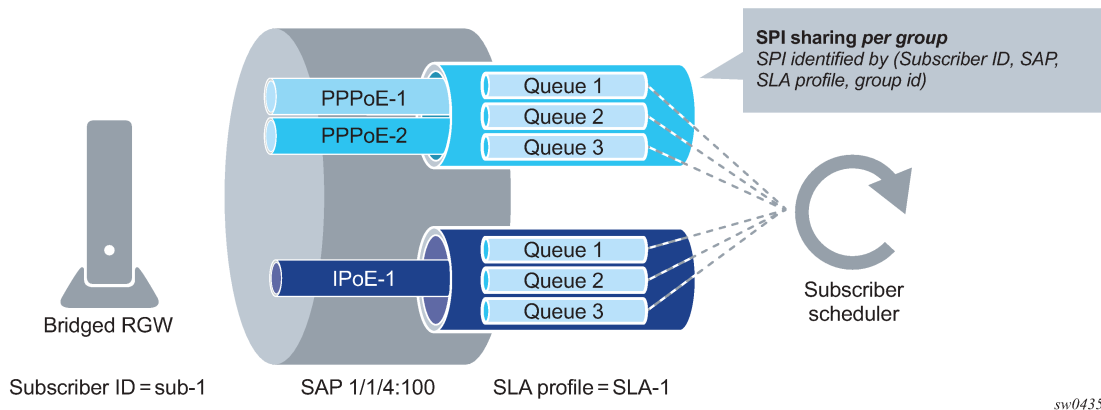 SPI sharing per group
SPI identified by (Subscriber ID, SAP,
SLA profile, group id)
PPPoE-1
PPPoE-2
Queue 1
Queue 2
Queue 3
IPoE-1
Queue 1
Queue 2
Queue 3
Subscriber
scheduler
Bridged RGW
Subscriber ID = sub-1
SAP 1/1/4:100
SLA profile = SLA-1
sw0435